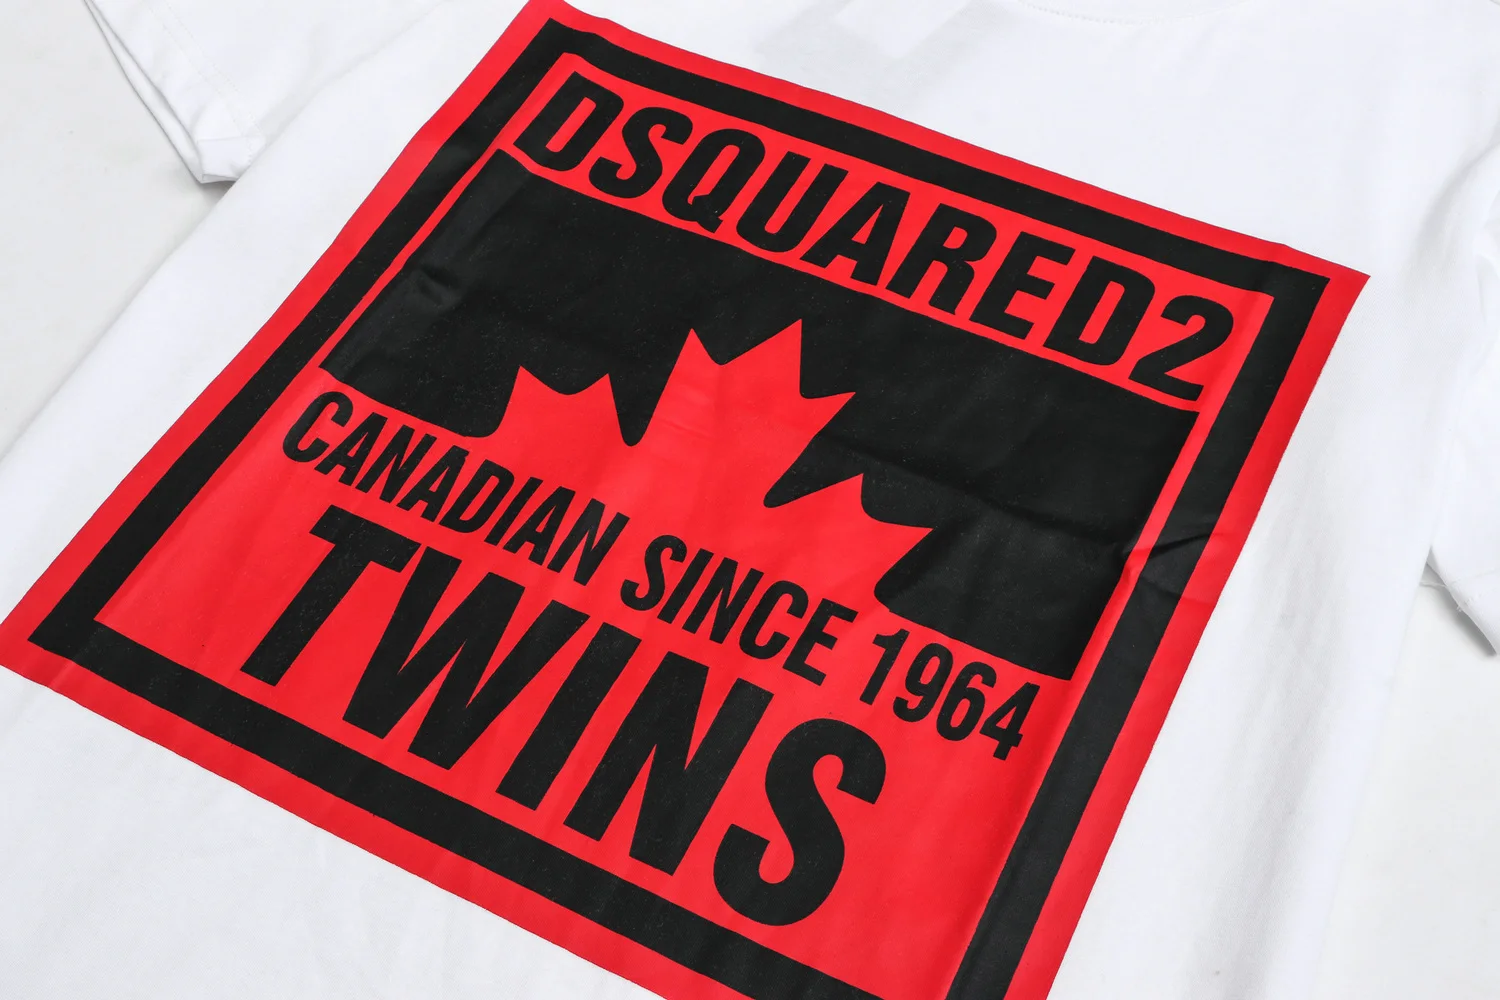 DSQUARED2
CANADIAN SINCE 1964
TWINS